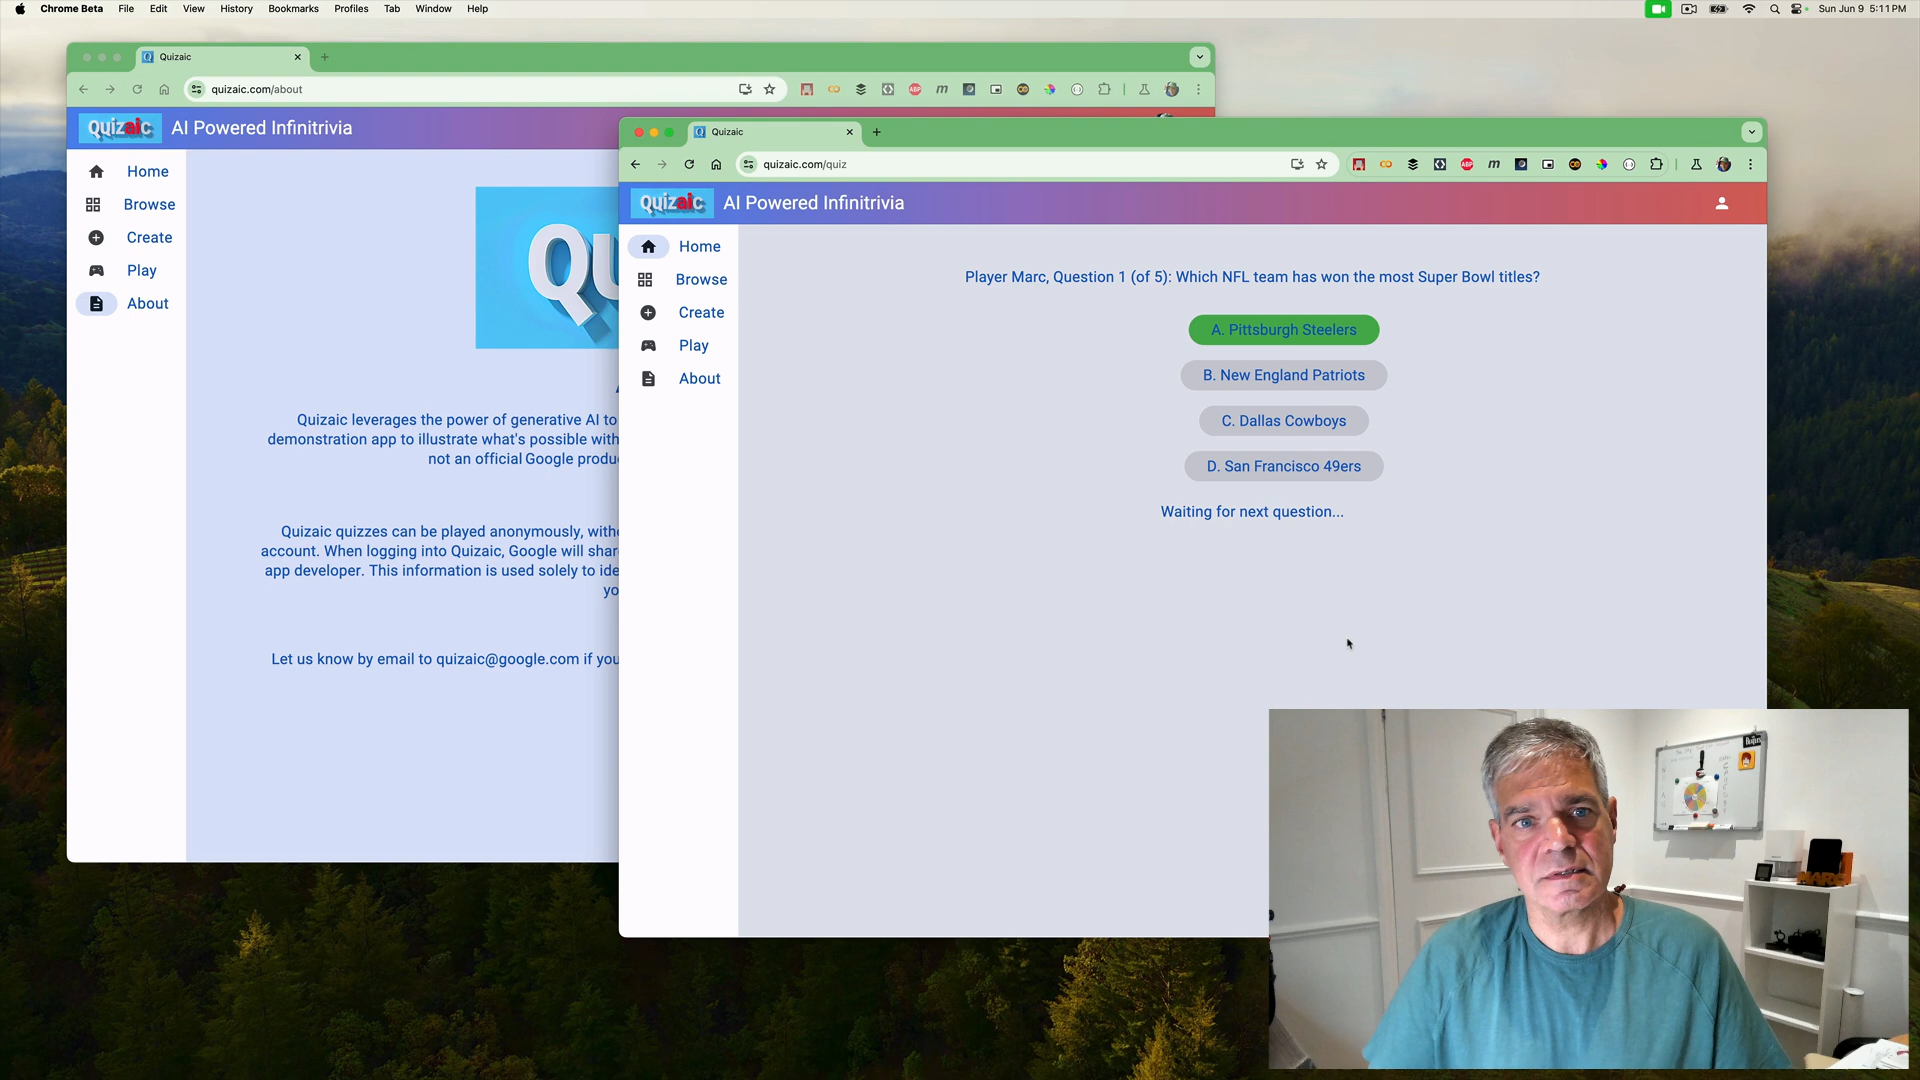 Chrome Beta File Edit View History Bookmarks Profiles Tab Window Help
Sun Jun 9 5:11 PM
Quizaic
quizaic.com/about
ABP
m
Quizaic AI Powered Infinitrivia
Home
Browse
Create
Play
About
Qu
Quizaic leverages the power of generative AI to
demonstration app to illustrate what's possible with
not an official Google produ
Quizaic quizzes can be played anonymously, witho
account. When logging into Quizaic, Google will shar
app developer. This information is used solely to ide
yo
Let us know by email to quizaic@google.com if you
Quizaic
quizaic.com/quiz
ABP
m
Quizaic AI Powered Infinitrivia
Home
Browse
Create
Play
About
Player Marc, Question 1 (of 5): Which NFL team has won the most Super Bowl titles?
A. Pittsburgh Steelers
B. New England Patriots
C. Dallas Cowboys
D. San Francisco 49ers
Waiting for next question...
MARC